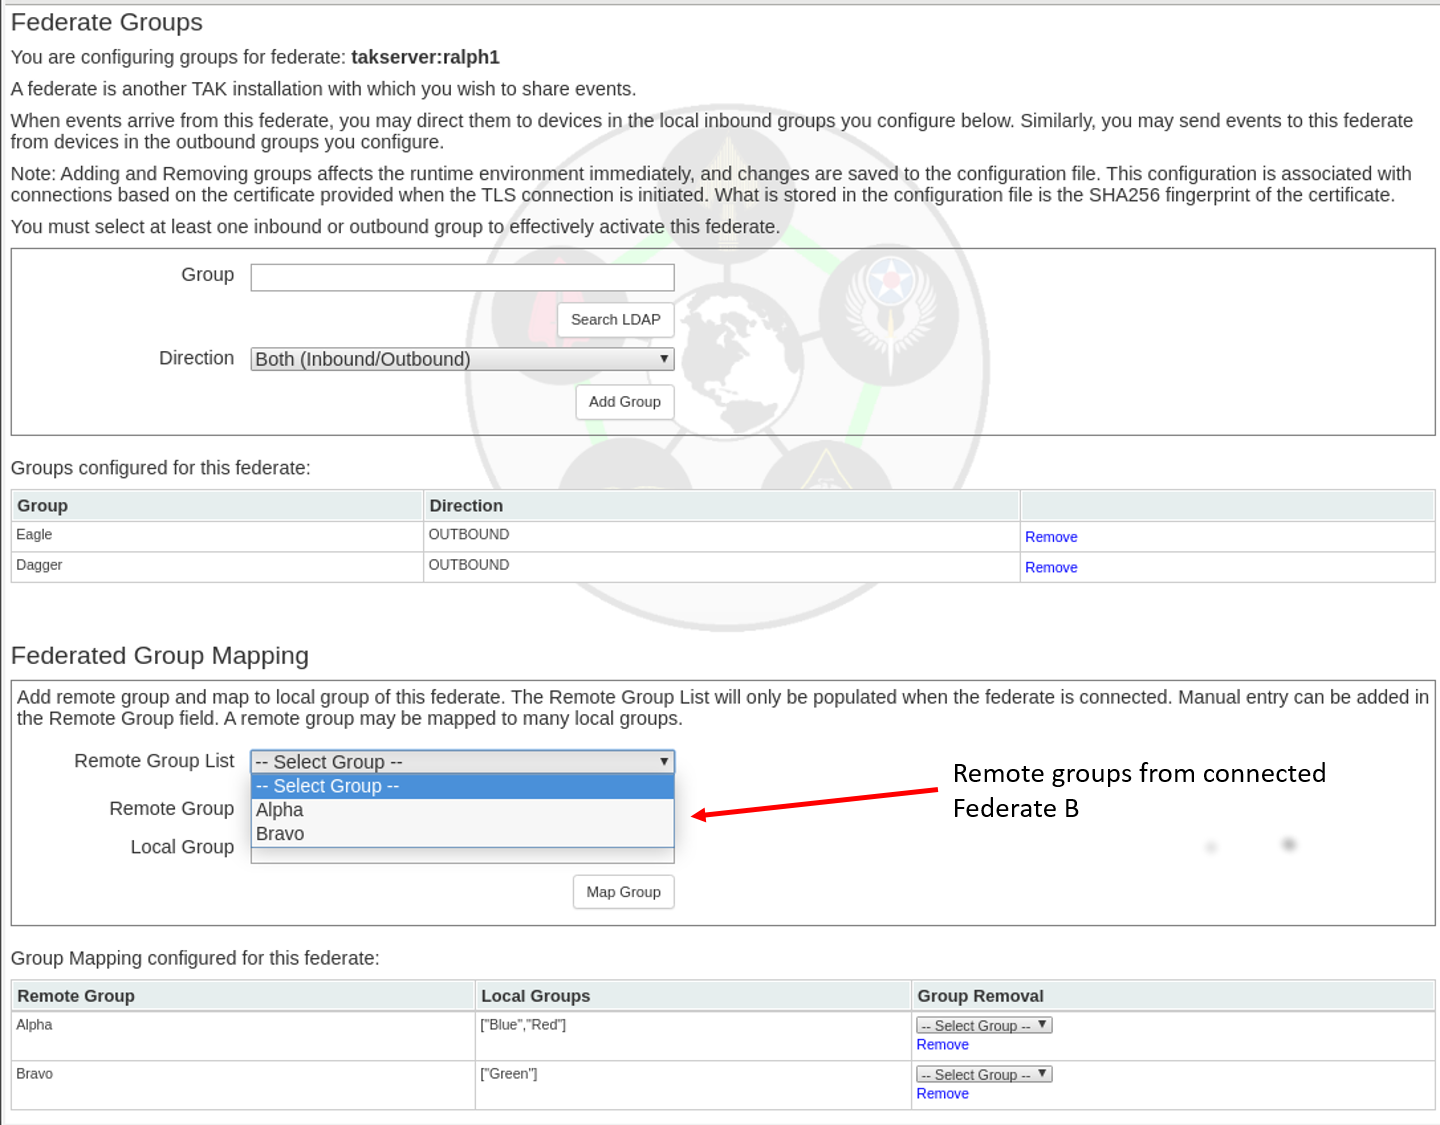 Federate Groups
You are configuring groups for federate: takserver:ralph1
A federate is another TAK installation with which you wish to share events.
When events arrive from this federate, you may direct them to devices in the local inbound groups you configure below. Similarly, you may send events to this federate
from devices in the outbound groups you configure.
Note: Adding and Removing groups affects the runtime environment immediately, and changes are saved to the configuration file. This configuration is associated with
connections based on the certificate provided when the TLS connection is initiated. What is stored in the configuration file is the SHA256 fingerprint of the certificate.
You must select at least one inbound or outbound group to effectively activate this federate.
Group
Search LDAP
Direction Both (Inbound/Outbound)
Add Group
Groups configured for this federate:
Group Direction
Eagle OUTBOUND Remove
Dagger OUTBOUND Remove
Federated Group Mapping
Add remote group and map to local group of this federate. The Remote Group List will only be populated when the federate is connected. Manual entry can be added in
the Remote Group field. A remote group may be mapped to many local groups.
Remote Group List -- Select Group --
-- Select Group --
Remote Group Alpha
Bravo
Local Group
Remote groups from connected
Federate B
Map Group
Group Mapping configured for this federate:
Remote Group Local Groups Group Removal
Alpha ["Blue","Red"] -- Select Group --
Remove
Bravo ["Green"] -- Select Group --
Remove